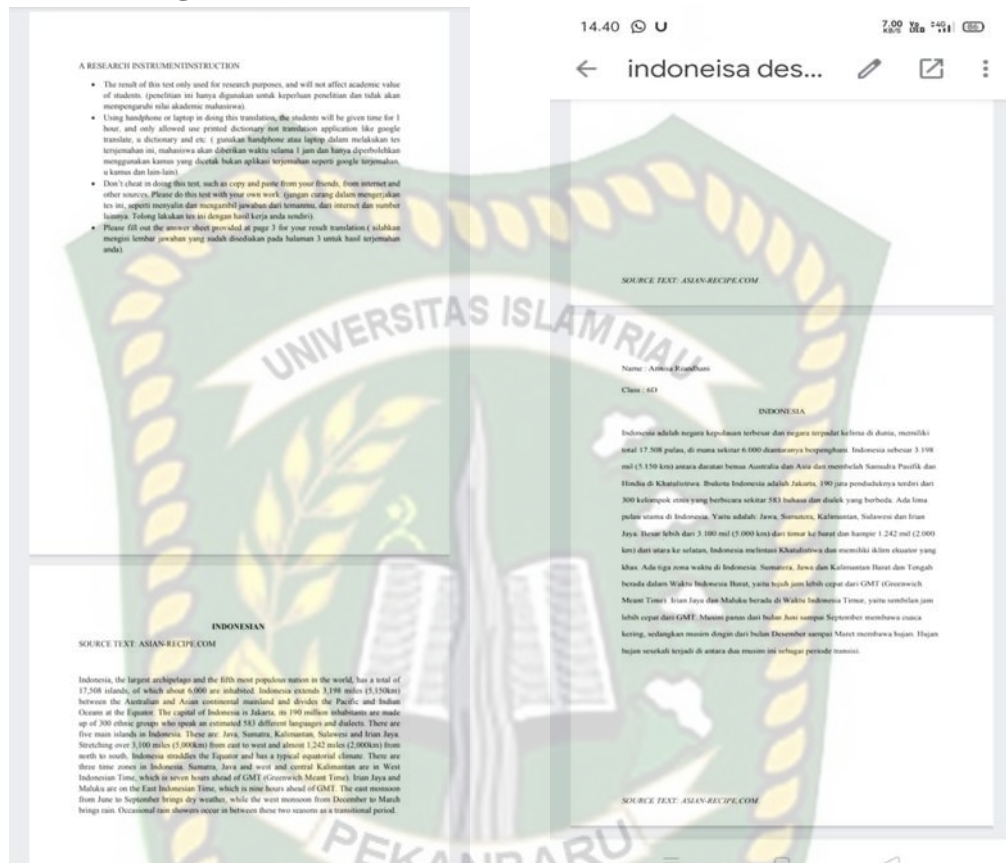 A RESEARCH INSTRUMENTINSTRUCTION
• The result of this test only used for research purposes, and will not affect academic value
of students. (penelitian ini hanya digunakan untuk keperluan penelitian dan tidak akan
mempengaruhi nilai akademic mahasiswa).
• Using handphone or laptop in doing this translation, the students will be given time for 1
hour, and only allowed use printed dictionary not translation application like google
translate, u dictionary and etc. ( gunakan handphone atau laptop dalam melakukan tes
terjemahan ini, mahasiswa akan diberikan waktu selama 1 jam dan hanya diperbolehkan
menggunakan kamus yang dicetak bukan aplikasi terjemahan seperti google terjemahan,
u kamus dan lain-lain)
• Don't cheat in doing this test, such as copy and paste from your friends, from internet and
other sources. Please do this test with your own work. (jangan curang dalam mengerjakan
tes ini, seperti menyalin dan mengambil jawaban dari temanmu, dari internet dan sumber
lainnya. Tolong lakukan tes ini dengan hasil kerja anda sendiri).
• Please fill out the answer sheet provided at page 3 for your result translation ( silahkan
mengisi lembar jawaban yang sudah disediakan pada halaman 3 untuk hasil terjemahan
anda).
INDONESIAN
SOURCE TEXT: ASIAN-RECIPE.COM
Indonesia, the largest archipelago and the fifth most populous nation in the world, has a total of
17,508 islands, of which about 6,000 are inhabited. Indonesia extends 3,198 miles (5,150km)
between the Australian and Asian continental mainland and divides the Pacific and Indian
Oceans at the Equator. The capital of Indonesia is Jakarta, its 190 million inhabitants are made
up of 300 ethnic groups who speak an estimated 583 different languages and dialects. There are
five main islands in Indonesia. These are: Java, Sumatra, Kalimantan, Sulawesi and Irian Jaya.
Stretching over 3,100 miles (5,000km) from east to west and almost 1,242 miles (2,000km) from
north to south, Indonesia straddles the Equator and has a typical equatorial climate. There are
three time zones in Indonesia. Sumatra, Java and west and central Kalimantan are in West
Indonesian Time, which is seven hours ahead of GMT (Greenwich Meant Time). Irian Jaya and
Maluku are on the East Indonesian Time, which is nine hours ahead of GMT. The east monsoon
from June to September brings dry weather, while the west monsoon from December to March
brings rain. Occasional rain showers occur in between these two seasons as a transitional period.
14.40
7.00 KB/S 4G 86
indoneisa des...
SOURCE TEXT: ASIAN-RECIPE.COM
Name : Annisa
Class : 6D
INDONESIA
Indonesia adalah negara kepulauan terbesar dan negara terpadat kelima di dunia, memiliki
total 17.508 pulau, di mana sekitar 6.000 diantaranya berpenghuni. Indonesia sebesar 3.198
mil (5.150 km) antara daratan benua Australia dan Asia dan membelah Samudra Pasifik dan
Hindia di Khatulistiwa. Ibukota Indonesia adalah Jakarta, 190 juta penduduknya terdiri dari
300 kelompok etnis yang berbicara sekitar 583 bahasa dan dialek yang berbeda. Ada lima
pulau utama di Indonesia. Yaitu adalah: Jawa, Sumatera, Kalimantan, Sulawesi dan Irian
Jaya. Besar lebih dari 3.100 mil (5.000 km) dari timur ke barat dan hampir 1.242 mil (2.000
km) dari utara ke selatan, Indonesia melintasi Khatulistiwa dan memiliki iklim ekuator yang
khas. Ada tiga zona waktu di Indonesia. Sumatera, Jawa dan Kalimantan Barat dan Tengah
berada dalam Waktu Indonesia Barat, yaitu tujuh jam lebih cepat dari GMT (Greenwich
Meant Time). Irian Jaya dan Maluku berada di Waktu Indonesia Timur, yaitu sembilan jam
lebih cepat dari GMT. Musim panas dari bulan Juni sampai September membawa cuaca
kering, sedangkan musim dingin dari bulan Desember sampai Maret membawa hujan. Hujan
hujan sesekali terjadi di antara dua musim ini sebagai periode transisi.
SOURCE TEXT: ASIAN-RECIPE.COM
UNIVERSITAS ISLAM RIAU
PEKANBARU